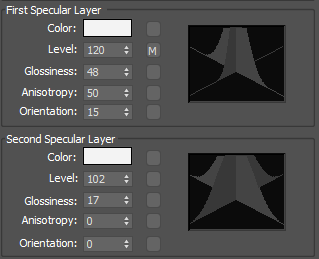 First Specular Layer
Color:
Level: 120 M
Glossiness: 48
Anisotropy: 50
Orientation: 15
Second Specular Layer
Color:
Level: 102
Glossiness: 17
Anisotropy: 0
Orientation: 0